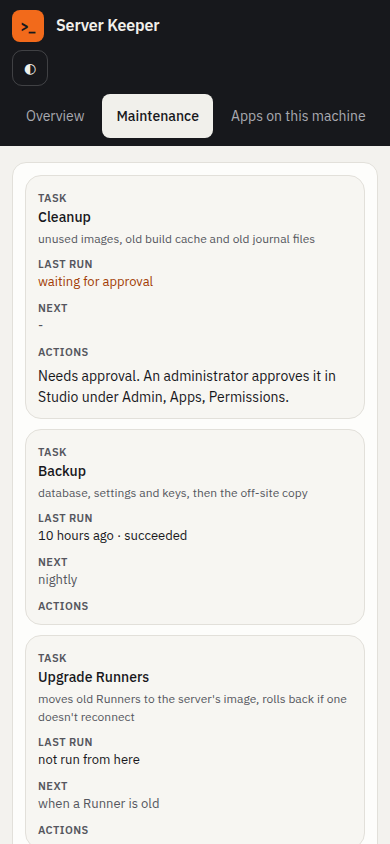 >_ Server Keeper
Overview Maintenance Apps on this machine
TASK
Cleanup
unused images, old build cache and old journal files
LAST RUN
waiting for approval
NEXT
-
ACTIONS
Needs approval. An administrator approves it in
Studio under Admin, Apps, Permissions.
TASK
Backup
database, settings and keys, then the off-site copy
LAST RUN
10 hours ago · succeeded
NEXT
nightly
ACTIONS
TASK
Upgrade Runners
moves old Runners to the server's image, rolls back if one
doesn't reconnect
LAST RUN
not run from here
NEXT
when a Runner is old
ACTIONS